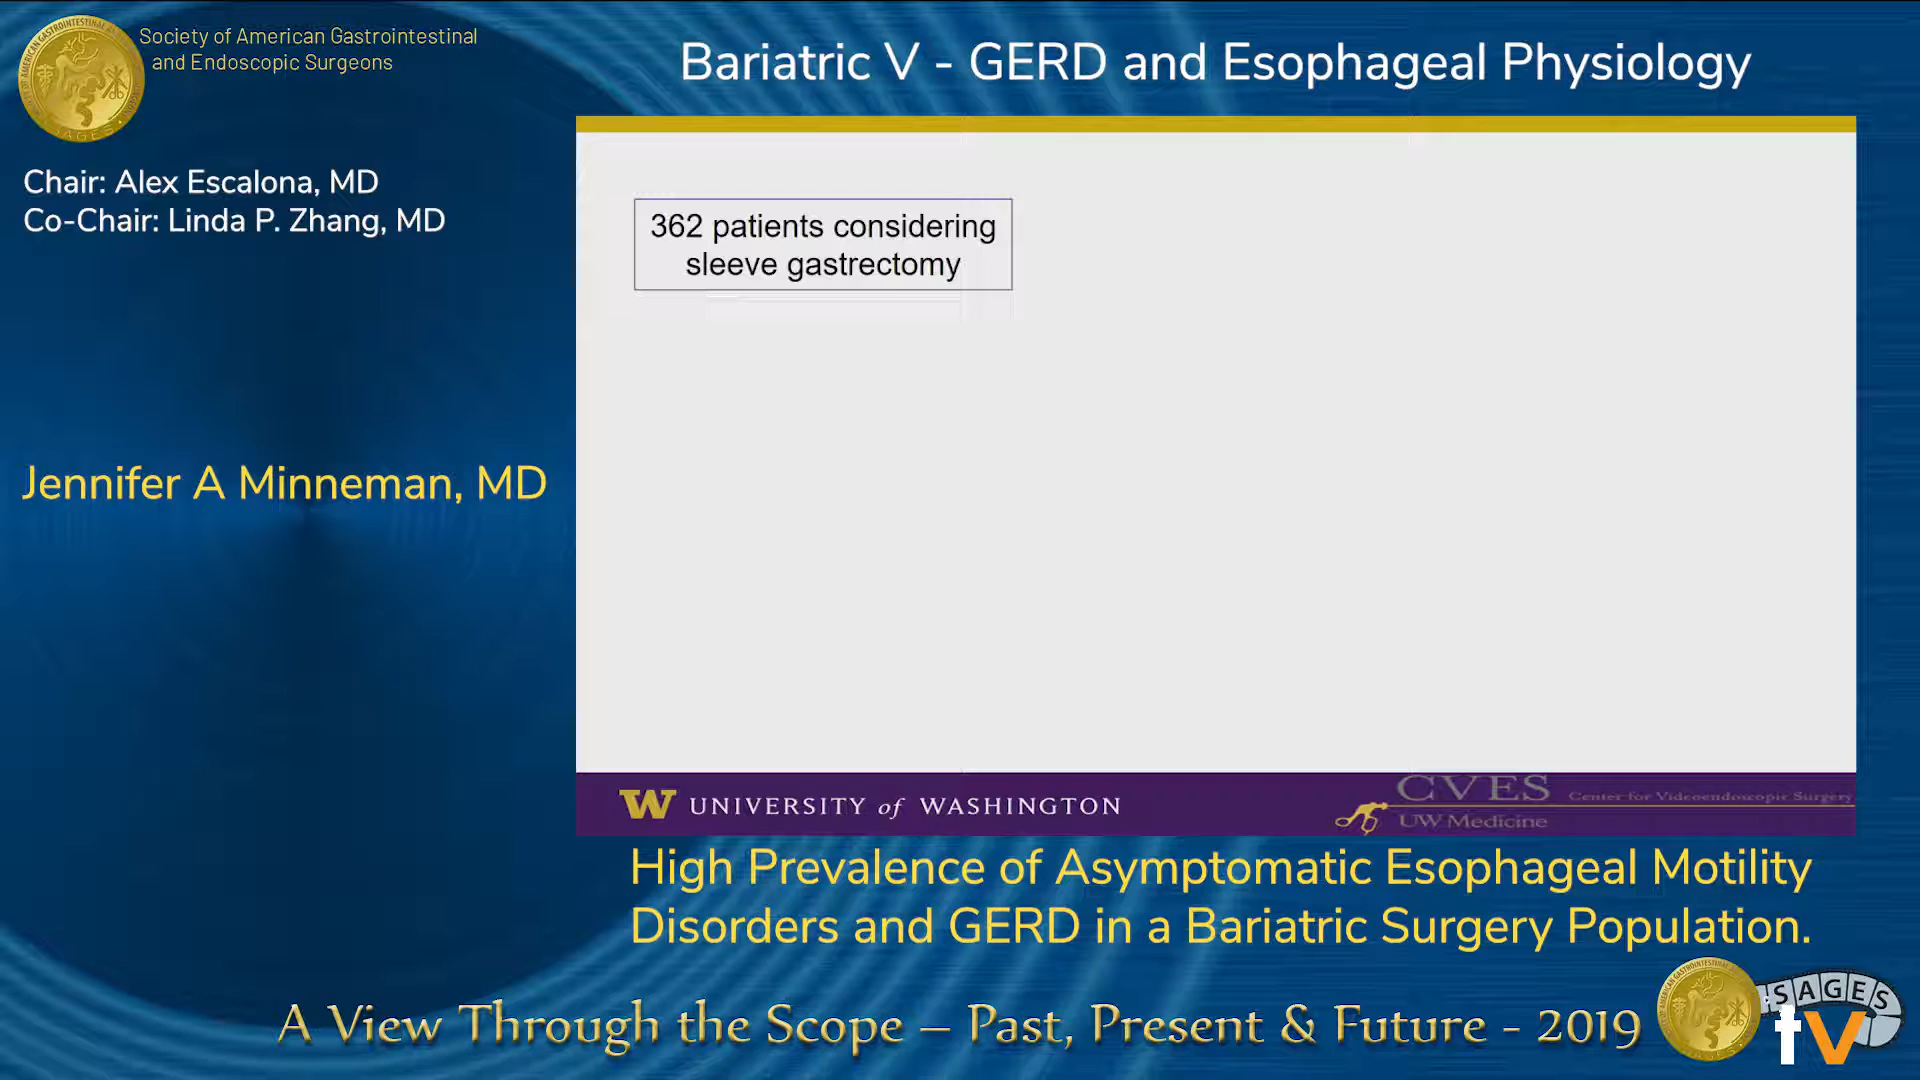 Society of American Gastrointestinal
and Endoscopic Surgeons
Bariatric V - GERD and Esophageal Physiology
Chair: Alex Escalona, MD
Co-Chair: Linda P. Zhang, MD
362 patients considering
sleeve gastrectomy
Jennifer A Minneman, MD
W UNIVERSITY of WASHINGTON
CVES Center for Videoendoscopic Surgery
UW Medicine
High Prevalence of Asymptomatic Esophageal Motility
Disorders and GERD in a Bariatric Surgery Population.
A View Through the Scope – Past, Present & Future - 2019
SAGES
tv